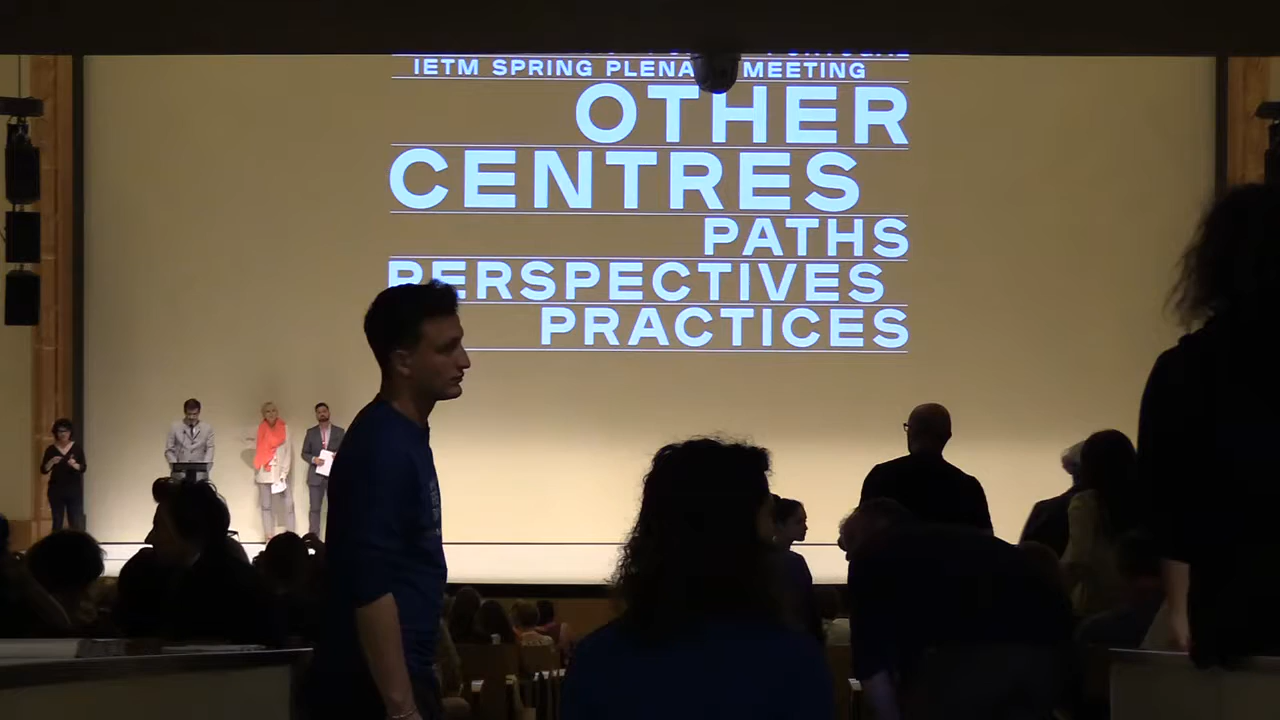 IETM SPRING PLENA MEETING
OTHER
CENTRES
PATHS
PERSPECTIVES
PRACTICES